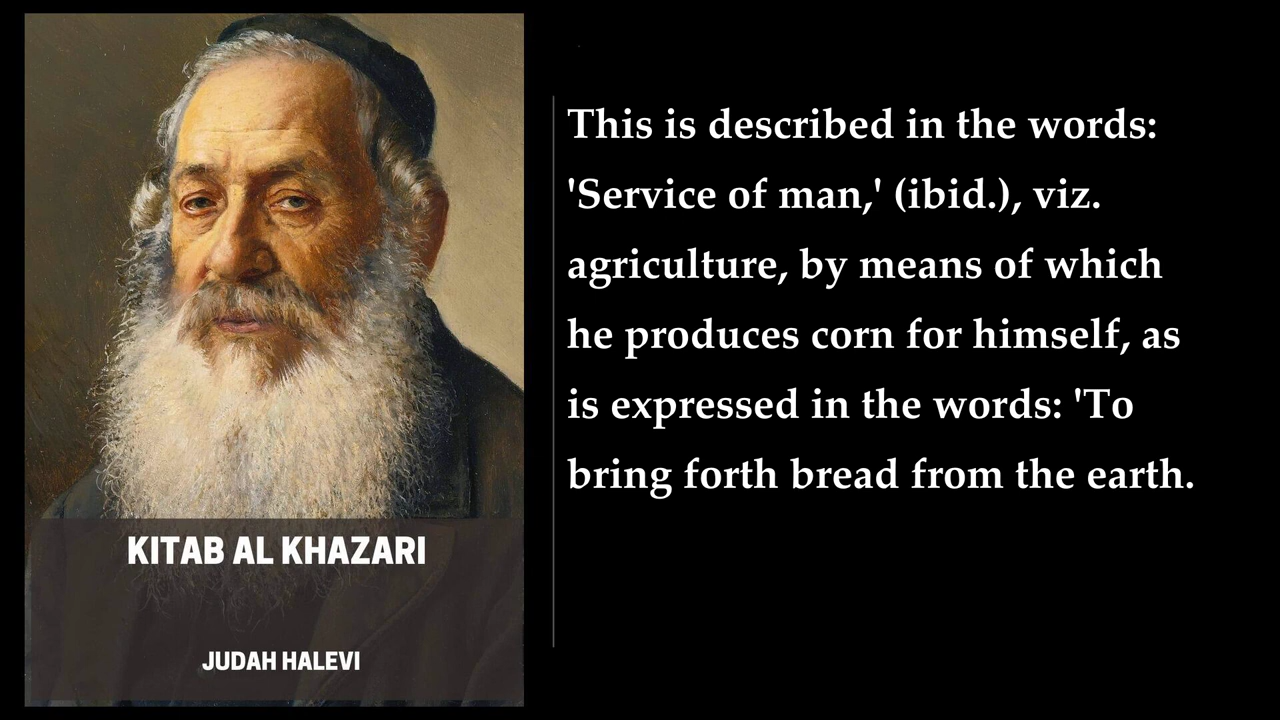 KITAB AL KHAZARI
JUDAH HALEVI
This is described in the words:
'Service of man,' (ibid.), viz.
agriculture, by means of which
he produces corn for himself, as
is expressed in the words: 'To
bring forth bread from the earth.